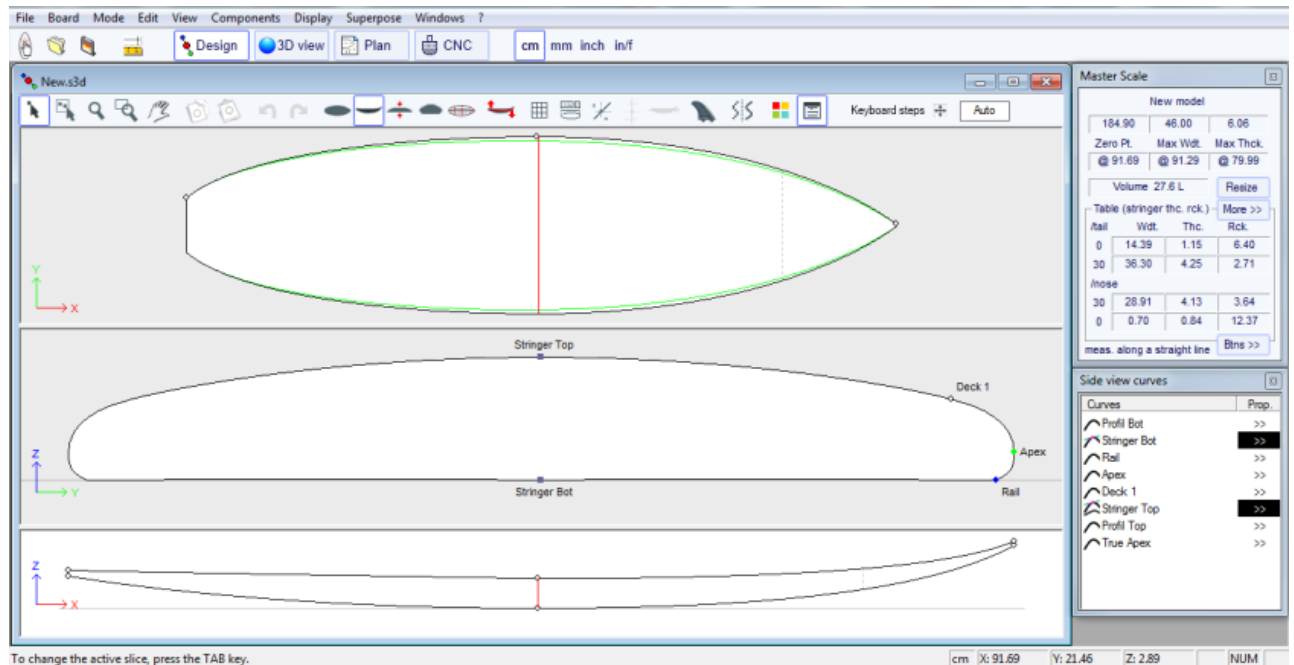 File Board Mode Edit View Components Display Superpose Windows ?
Design 3D view Plan CNC cm mm inch in/f
New.s3d
Keyboard steps Auto
Y
X
Stringer Top
Deck 1
Apex
Z
Y
Stringer Bot
Rail
Z
X
Master Scale
New model
184.90 46.00 6.06
Zero Pt. Max Wdt. Max Thck.
@ 91.69 @ 91.29 @ 79.99
Volume 27.6 L Resize
Table (stringer thc. rck.) More >>
/tail Wdt. Thc. Rck.
0 14.39 1.15 6.40
30 36.30 4.25 2.71
/nose
30 28.91 4.13 3.64
0 0.70 0.84 12.37
meas. along a straight line Btns >>
Side view curves
Curves Prop.
Profil Bot >>
Stringer Bot >>
Rail >>
Apex >>
Deck 1 >>
Stringer Top >>
Profil Top >>
True Apex >>
To change the active slice, press the TAB key. cm X: 91.69 Y: 21.46 Z: 2.89 NUM